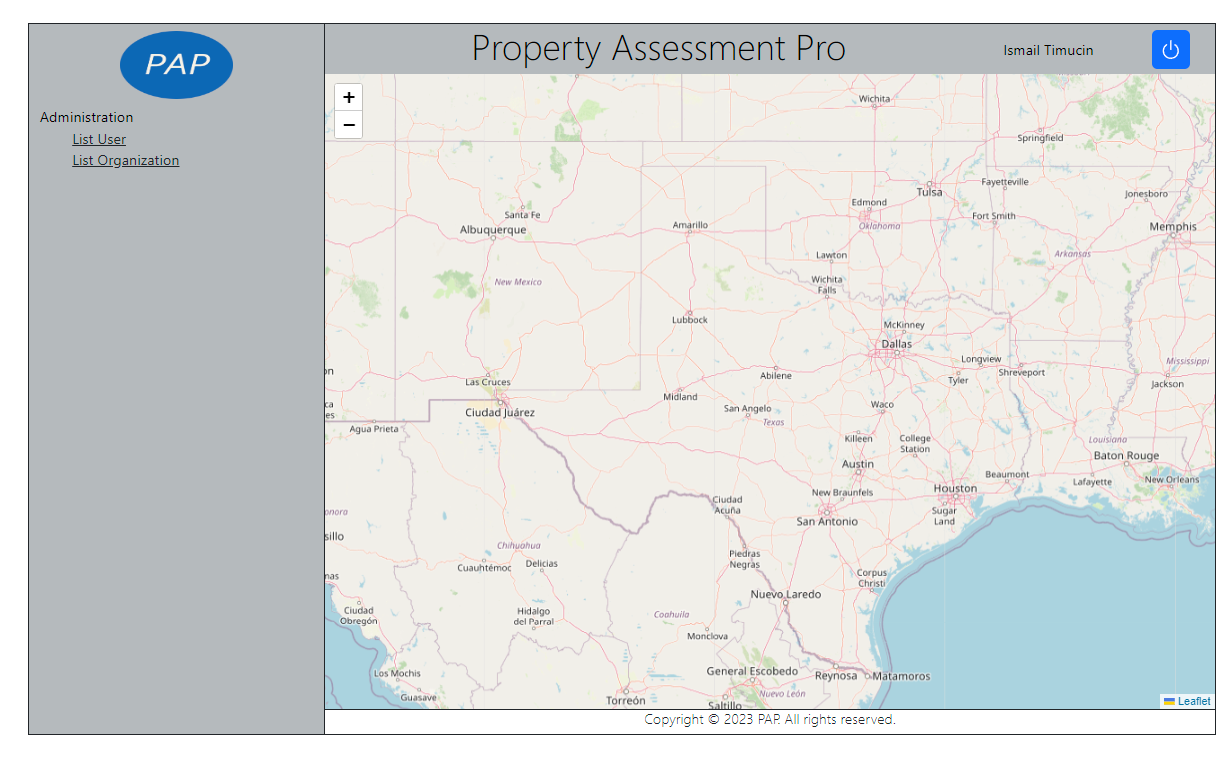 PAP
Property Assessment Pro
Ismail Timucin
Administration
List User
List Organization
+
−
Wichita
Springfield
Tulsa
Fayetteville
Jonesboro
Edmond
Oklahoma
Fort Smith
Memphis
Santa Fe
Albuquerque
Amarillo
Lawton
Arkansas
New Mexico
Wichita
Falls
Lubbock
McKinney
Dallas
Longview
Mississippi
Shreveport
Tyler
Jackson
Las Cruces
Abilene
Midland
Ciudad Juárez
San Angelo
Texas
Waco
Agua Prieta
Killeen
College
Station
Louisiana
Baton Rouge
Austin
Beaumont
Lafayette
New Orleans
New Braunfels
Houston
Sugar
Land
Ciudad
Acuña
San Antonio
onora
sillo
Chihuahua
Cuauhtémoc
Delicias
Piedras
Negras
Corpus
Christi
Nuevo Laredo
Ciudad
Obregón
Hidalgo
del Parral
Coahuila
Monclova
Los Mochis
General Escobedo
Reynosa
Matamoros
Guasave
Torreón
Nuevo León
Saltillo
Leaflet
Copyright © 2023 PAP. All rights reserved.